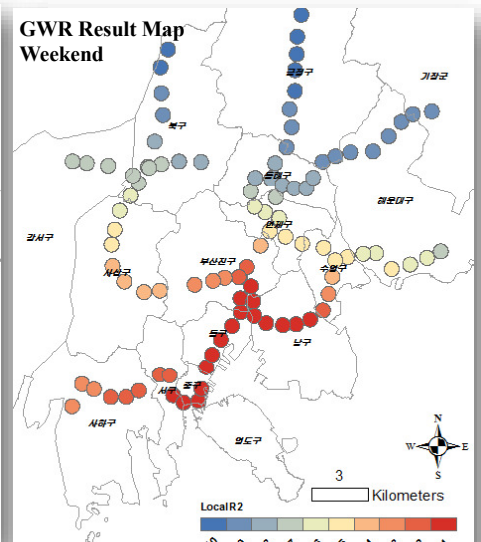 GWR Result Map
Weekend
금정구
기장군
북구
동래구
해운대구
연제구
강서구
부산진구
수영구
사상구
동구
남구
중구
서구
사하구
영도구
N
W
E
S
3
Kilometers
Local R2